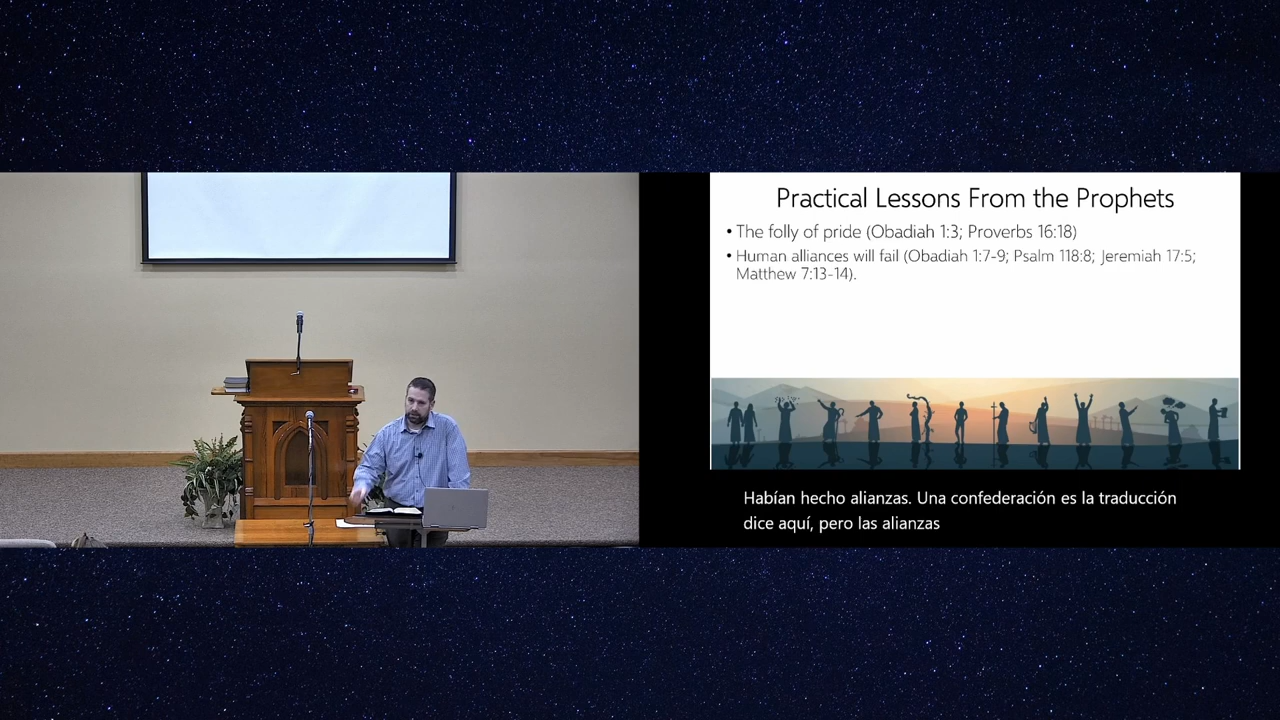 Practical Lessons From the Prophets
• The folly of pride (Obadiah 1:3; Proverbs 16:18)
• Human alliances will fail (Obadiah 1:7-9; Psalm 118:8; Jeremiah 17:5;
Matthew 7:13-14).
Habían hecho alianzas. Una confederación es la traducción
dice aquí, pero las alianzas